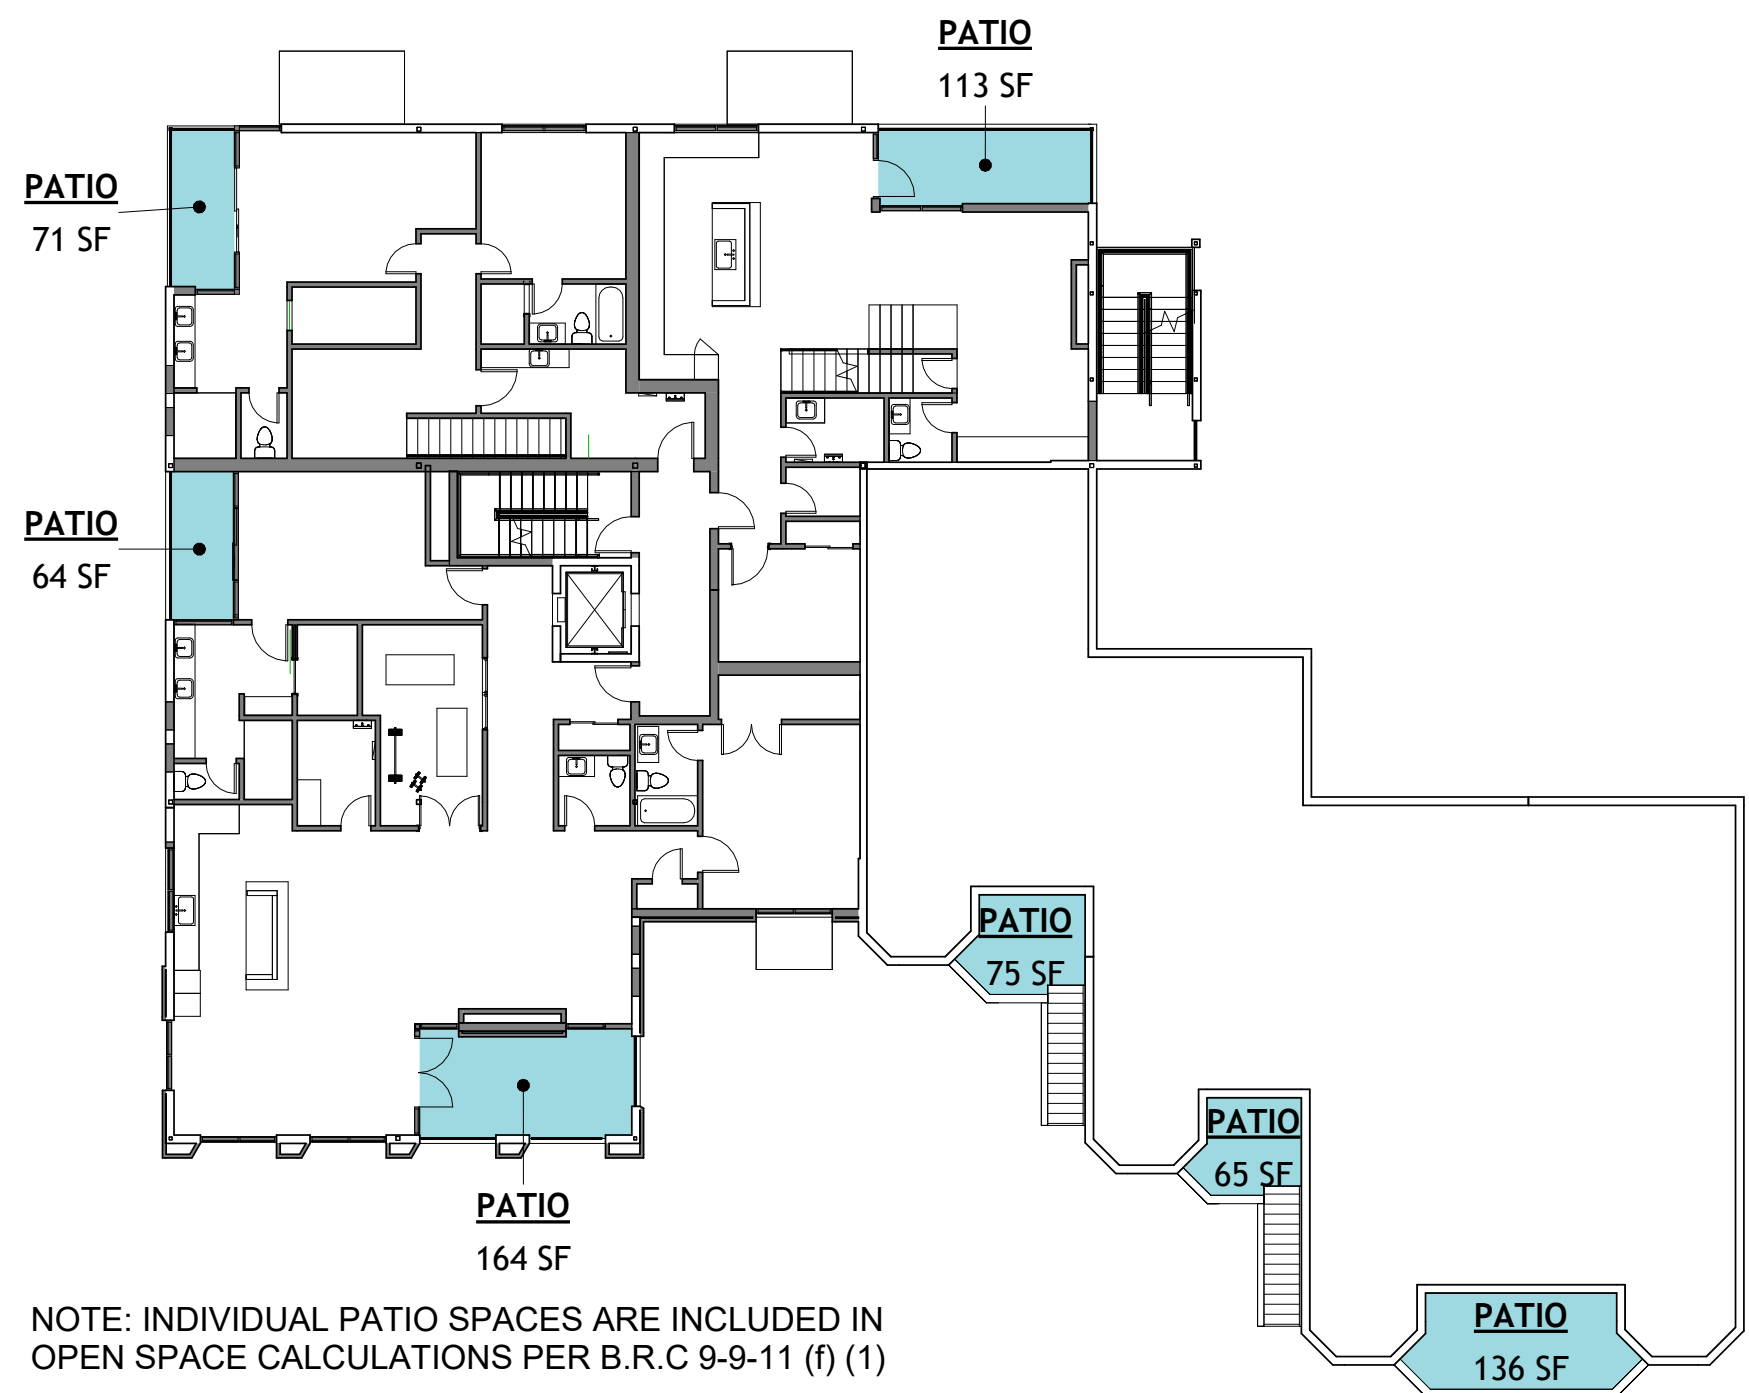 PATIO
113 SF
PATIO
71 SF
PATIO
64 SF
PATIO
75 SF
PATIO
65 SF
PATIO
164 SF
PATIO
136 SF
NOTE: INDIVIDUAL PATIO SPACES ARE INCLUDED IN
OPEN SPACE CALCULATIONS PER B.R.C 9-9-11 (f) (1)